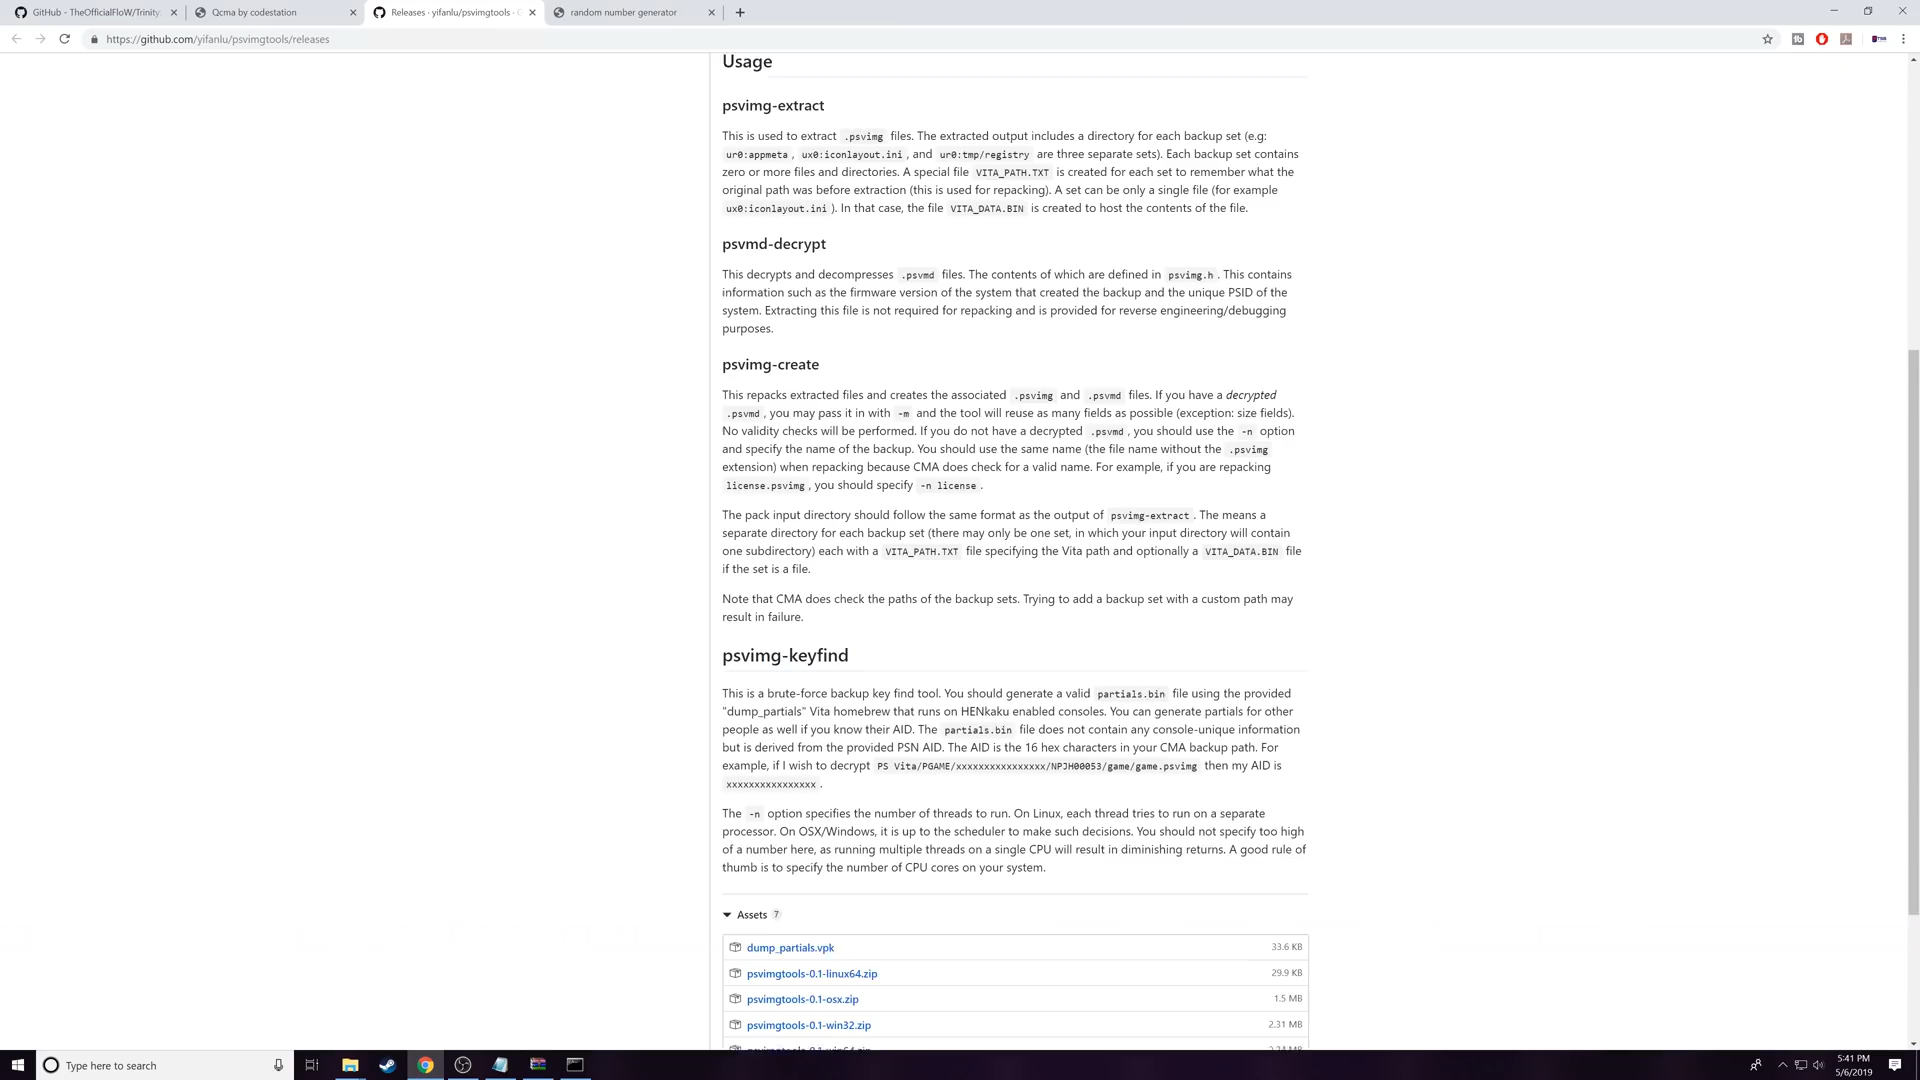 GitHub - TheOfficialFloW/Trinity
Qcma by codestation
Releases · yifanlu/psvimgtools ·
random number generator
https://github.com/yifanlu/psvimgtools/releases
Usage
psvimg-extract
This is used to extract .psvimg files. The extracted output includes a directory for each backup set (e.g:
ur0:appmeta , ux0:iconlayout.ini , and ur0:tmp/registry are three separate sets). Each backup set contains
zero or more files and directories. A special file VITA_PATH.TXT is created for each set to remember what the
original path was before extraction (this is used for repacking). A set can be only a single file (for example
ux0:iconlayout.ini ). In that case, the file VITA_DATA.BIN is created to host the contents of the file.
psvmd-decrypt
This decrypts and decompresses .psvmd files. The contents of which are defined in psvimg.h . This contains
information such as the firmware version of the system that created the backup and the unique PSID of the
system. Extracting this file is not required for repacking and is provided for reverse engineering/debugging
purposes.
psvimg-create
This repacks extracted files and creates the associated .psvimg and .psvmd files. If you have a decrypted
.psvmd , you may pass it in with -m and the tool will reuse as many fields as possible (exception: size fields).
No validity checks will be performed. If you do not have a decrypted .psvmd , you should use the -n option
and specify the name of the backup. You should use the same name (the file name without the .psvimg
extension) when repacking because CMA does check for a valid name. For example, if you are repacking
license.psvimg , you should specify -n license .
The pack input directory should follow the same format as the output of psvimg-extract . The means a
separate directory for each backup set (there may only be one set, in which your input directory will contain
one subdirectory) each with a VITA_PATH.TXT file specifying the Vita path and optionally a VITA_DATA.BIN file
if the set is a file.
Note that CMA does check the paths of the backup sets. Trying to add a backup set with a custom path may
result in failure.
psvimg-keyfind
This is a brute-force backup key find tool. You should generate a valid partials.bin file using the provided
"dump_partials" Vita homebrew that runs on HENkaku enabled consoles. You can generate partials for other
people as well if you know their AID. The partials.bin file does not contain any console-unique information
but is derived from the provided PSN AID. The AID is the 16 hex characters in your CMA backup path. For
example, if I wish to decrypt PS Vita/PGAME/xxxxxxxxxxxxxxxx/NPJH00053/game/game.psvimg then my AID is
xxxxxxxxxxxxxxxx .
The -n option specifies the number of threads to run. On Linux, each thread tries to run on a separate
processor. On OSX/Windows, it is up to the scheduler to make such decisions. You should not specify too high
of a number here, as running multiple threads on a single CPU will result in diminishing returns. A good rule of
thumb is to specify the number of CPU cores on your system.
Assets 7
dump_partials.vpk 33.6 KB
psvimgtools-0.1-linux64.zip 29.9 KB
psvimgtools-0.1-osx.zip 1.5 MB
psvimgtools-0.1-win32.zip 2.31 MB
Type here to search
5:41 PM
5/6/2019